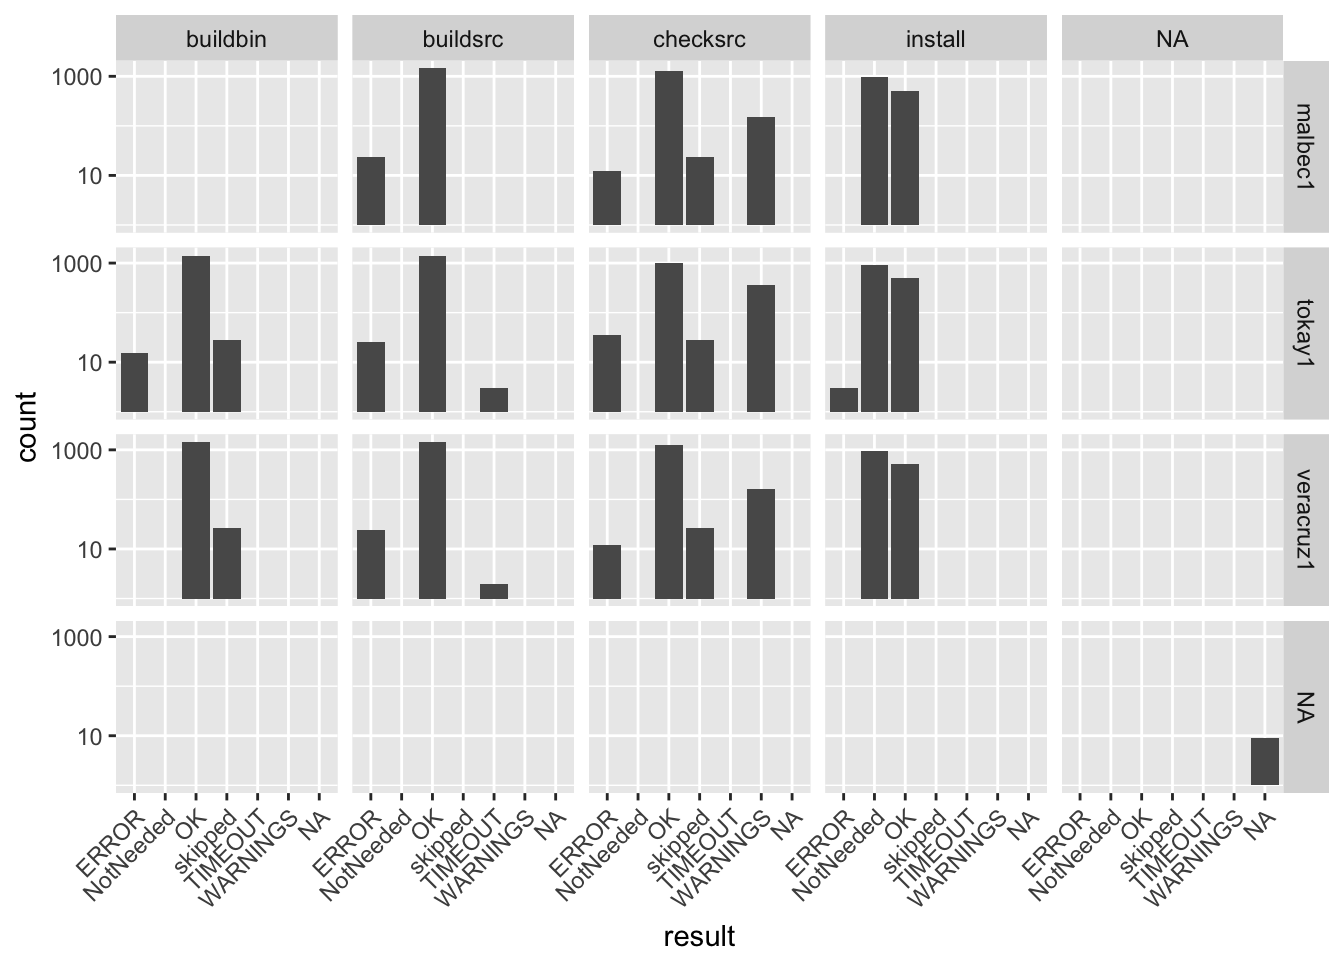 buildbin buildsrc checksrc install NA
1000
10
malbec1
1000
10
tokay1
1000
10
veracruz1
1000
10
NA
count
ERROR NotNeeded OK skipped TIMEOUT WARNINGS NA
ERROR NotNeeded OK skipped TIMEOUT WARNINGS NA
ERROR NotNeeded OK skipped TIMEOUT WARNINGS NA
ERROR NotNeeded OK skipped TIMEOUT WARNINGS NA
ERROR NotNeeded OK skipped TIMEOUT WARNINGS NA
result